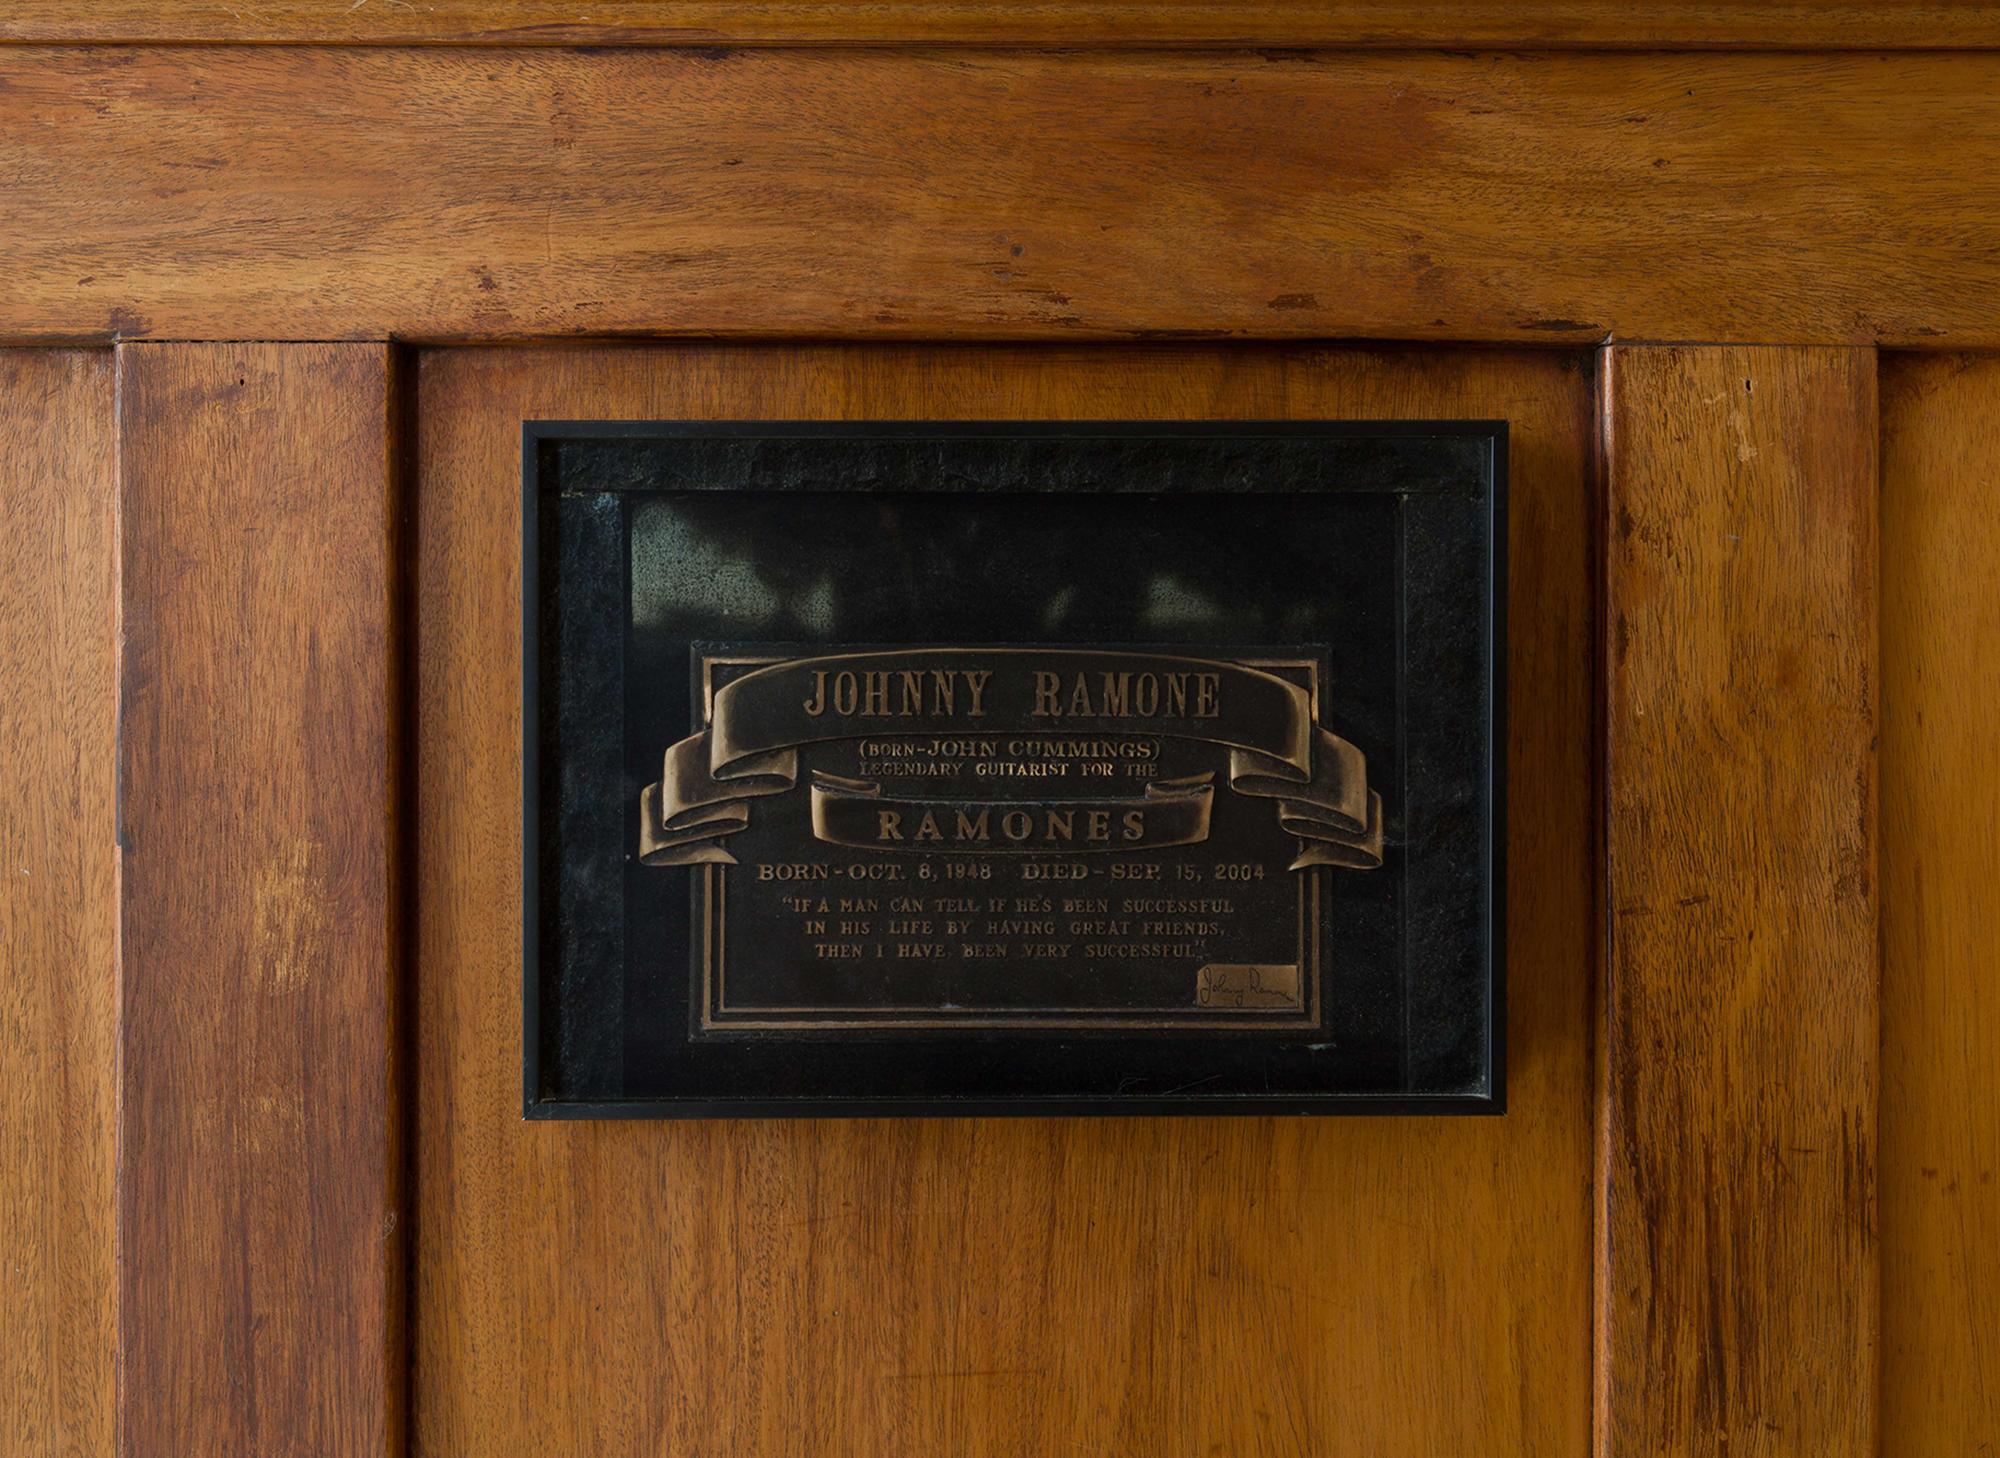 JOHNNY RAMONE
(BORN-JOHN CUMMINGS)
LEGENDARY GUITARIST FOR THE
RAMONES
BORN-OCT. 8, 1948 DIED-SEP. 15, 2004
“IF A MAN CAN TELL IF HE'S BEEN SUCCESSFUL
IN HIS LIFE BY HAVING GREAT FRIENDS,
THEN I HAVE BEEN VERY SUCCESSFUL”
Johnny Ramone